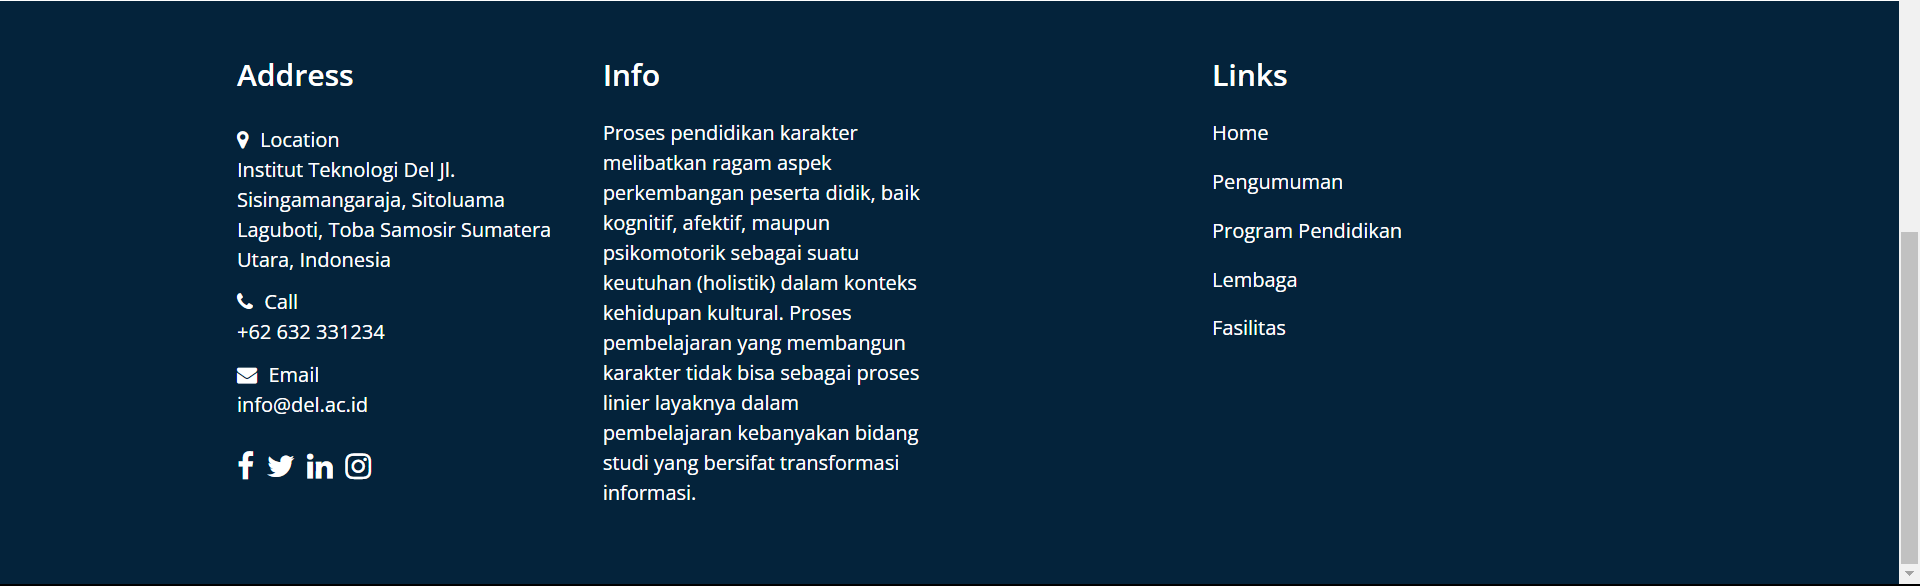 Address
Location
Institut Teknologi Del Jl.
Sisingamangaraja, Sitoluama
Laguboti, Toba Samosir Sumatera
Utara, Indonesia
Call
+62 632 331234
Email
info@del.ac.id
Info
Proses pendidikan karakter
melibatkan ragam aspek
perkembangan peserta didik, baik
kognitif, afektif, maupun
psikomotorik sebagai suatu
keutuhan (holistik) dalam konteks
kehidupan kultural. Proses
pembelajaran yang membangun
karakter tidak bisa sebagai proses
linier layaknya dalam
pembelajaran kebanyakan bidang
studi yang bersifat transformasi
informasi.
Links
Home
Pengumuman
Program Pendidikan
Lembaga
Fasilitas